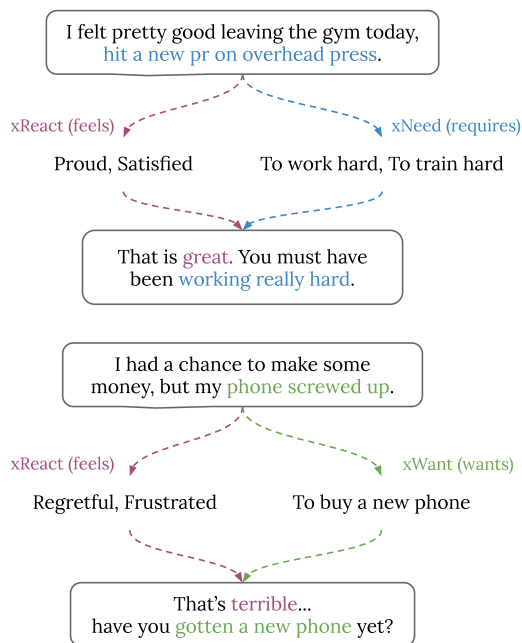 I felt pretty good leaving the gym today,
hit a new pr on overhead press.
xReact (feels)
xNeed (requires)
Proud, Satisfied
To work hard, To train hard
That is great. You must have
been working really hard.
I had a chance to make some
money, but my phone screwed up.
xReact (feels)
xWant (wants)
Regretful, Frustrated
To buy a new phone
That's terrible...
have you gotten a new phone yet?